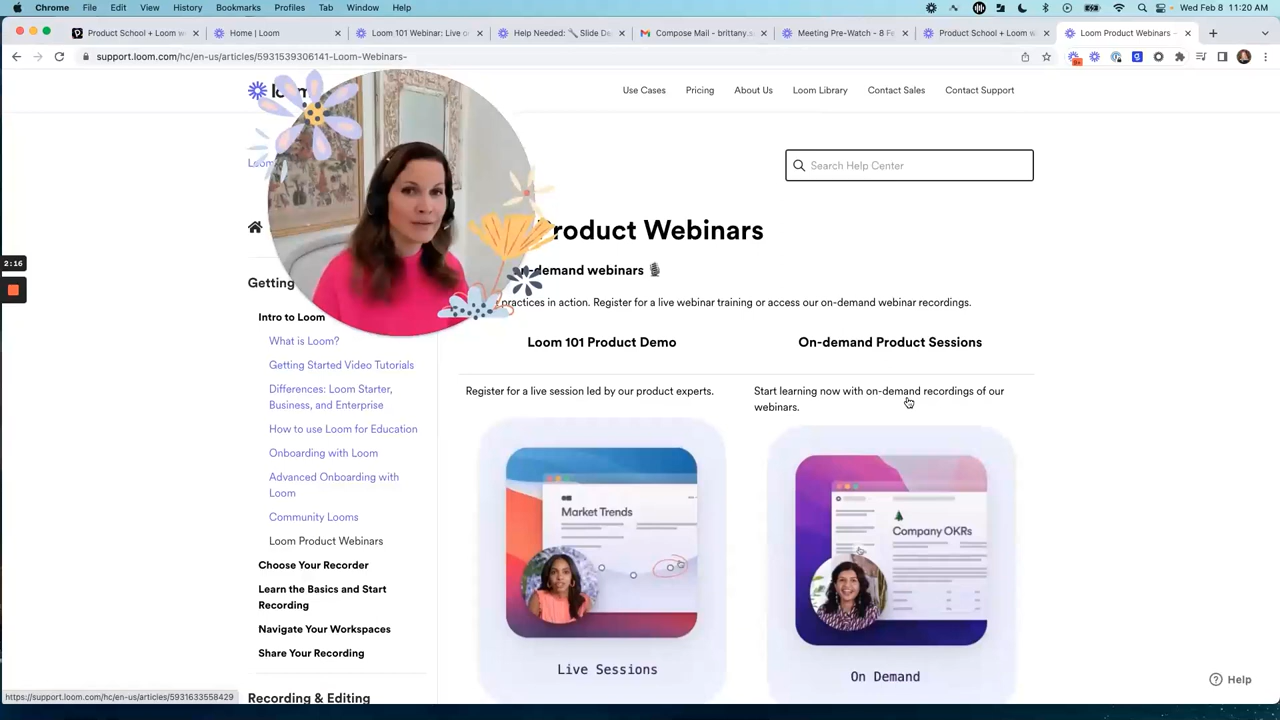 Chrome File Edit View History Bookmarks Profiles Tab Window Help Wed Feb 8 11:20 AM
Product School + Loom w Home | Loom Loom 101 Webinar: Live o Help Needed: 🔧 Slide De Compose Mail - brittany.s Meeting Pre-Watch - 8 Fe Product School + Loom w Loom Product Webinars -
support.loom.com/hc/en-us/articles/5931539306141-Loom-Webinars-
loom Use Cases Pricing About Us Loom Library Contact Sales Contact Support
Loom
Search Help Center
Product Webinars
2:16
on-demand webinars 🎙️
Getting
practices in action. Register for a live webinar training or access our on-demand webinar recordings.
Intro to Loom
What is Loom?
Getting Started Video Tutorials
Differences: Loom Starter,
Business, and Enterprise
How to use Loom for Education
Onboarding with Loom
Advanced Onboarding with
Loom
Community Looms
Loom Product Webinars
Choose Your Recorder
Learn the Basics and Start
Recording
Navigate Your Workspaces
Share Your Recording
Recording & Editing
Loom 101 Product Demo
Register for a live session led by our product experts.
Market Trends
Live Sessions
On-demand Product Sessions
Start learning now with on-demand recordings of our
webinars.
Company OKRs
On Demand
Help
https://support.loom.com/hc/en-us/articles/5931633558429